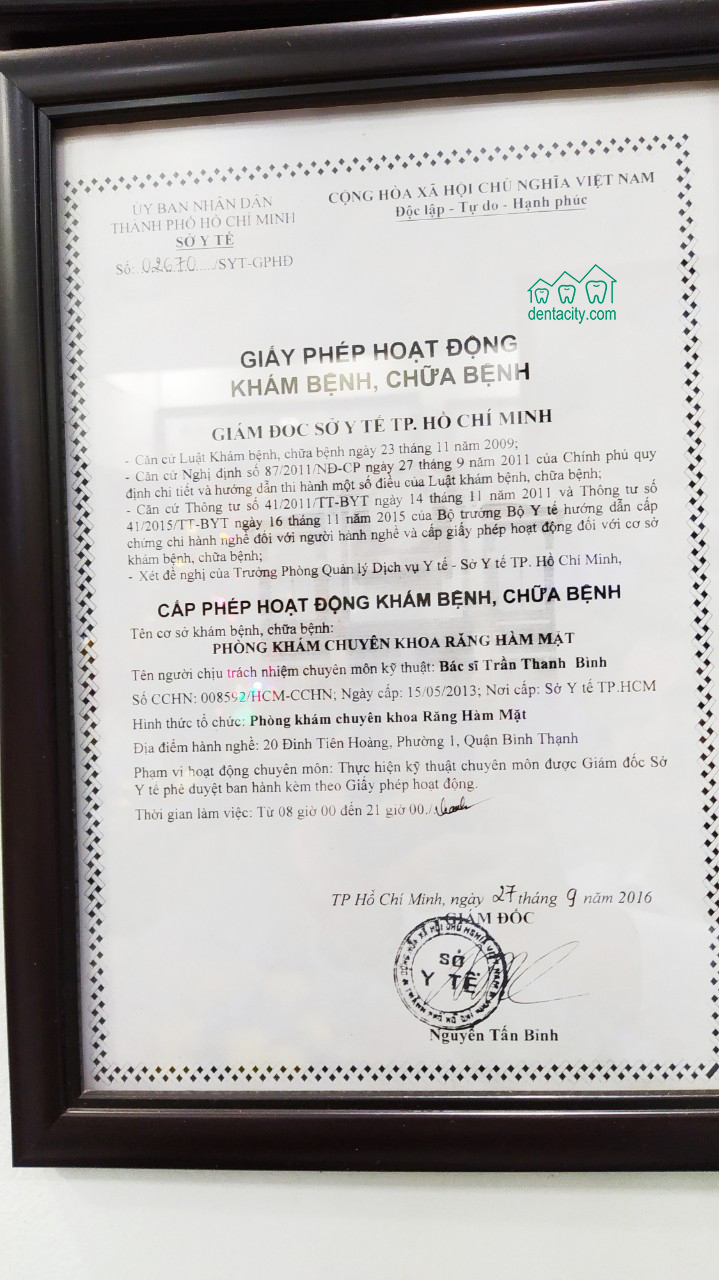 ỦY BAN NHÂN DÂN
THÀNH PHỐ HỒ CHÍ MINH
SỞ Y TẾ
Số: 02670/SYT-GPHĐ
CỘNG HÒA XÃ HỘI CHỦ NGHĨA VIỆT NAM
Độc lập - Tự do - Hạnh phúc
dentacity.com
GIẤY PHÉP HOẠT ĐỘNG
KHÁM BỆNH, CHỮA BỆNH
GIÁM ĐỐC SỞ Y TẾ TP. HỒ CHÍ MINH
- Căn cứ Luật Khám bệnh, chữa bệnh ngày 23 tháng 11 năm 2009;
- Căn cứ Nghị định số 87/2011/NĐ-CP ngày 27 tháng 9 năm 2011 của Chính phủ quy
định chi tiết và hướng dẫn thi hành một số điều của Luật khám bệnh, chữa bệnh;
- Căn cứ Thông tư số 41/2011/TT-BYT ngày 14 tháng 11 năm 2011 và Thông tư số
41/2015/TT-BYT ngày 16 tháng 11 năm 2015 của Bộ trưởng Bộ Y tế hướng dẫn cấp
chứng chỉ hành nghề đối với người hành nghề và cấp giấy phép hoạt động đối với cơ sở
khám bệnh, chữa bệnh;
- Xét đề nghị của Trưởng Phòng Quản lý Dịch vụ Y tế - Sở Y tế TP. Hồ Chí Minh,
CẤP PHÉP HOẠT ĐỘNG KHÁM BỆNH, CHỮA BỆNH
Tên cơ sở khám bệnh, chữa bệnh:
PHÒNG KHÁM CHUYÊN KHOA RĂNG HÀM MẶT
Tên người chịu trách nhiệm chuyên môn kỹ thuật: Bác sĩ Trần Thanh Bình
Số CCHN: 008592/HCM-CCHN; Ngày cấp: 15/05/2013; Nơi cấp: Sở Y tế TP.HCM
Hình thức tổ chức: Phòng khám chuyên khoa Răng Hàm Mặt
Địa điểm hành nghề: 20 Đinh Tiên Hoàng, Phường 1, Quận Bình Thạnh
Phạm vi hoạt động chuyên môn: Thực hiện kỹ thuật chuyên môn được Giám đốc Sở
Y tế phê duyệt ban hành kèm theo Giấy phép hoạt động.
Thời gian làm việc: Từ 08 giờ 00 đến 21 giờ 00./
TP Hồ Chí Minh, ngày 27 tháng 9 năm 2016
GIÁM ĐỐC
SỞ
Y TẾ
Nguyễn Tấn Bỉnh